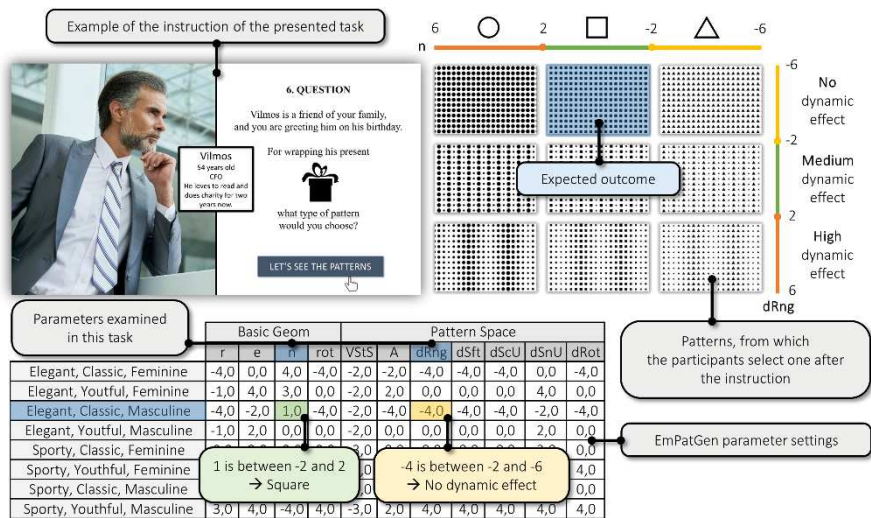 Example of the instruction of the presented task
6 2 -2 -6
n
6. QUESTION
Vilmos is a friend of your family,
and you are greeting him on his birthday.
For wrapping his present
what type of pattern
would you choose?
LET'S SEE THE PATTERNS
Vilmos
54 years old
CFO
He loves to read and
dues charity for two
years now.
Expected outcome
-6
No
dynamic
effect
-2
Medium
dynamic
effect
2
High
dynamic
effect
6
dRng
Parameters examined
in this task
Patterns, from which
the participants select one after
the instruction
Basic Geom Pattern Space
r e n rot VStS A dRng dSft dScU dSnU dRot
Elegant, Classic, Feminine -4,0 0,0 4,0 -4,0 -2,0 -2,0 -4,0 -4,0 -4,0 0,0 -4,0
Elegant, Youtful, Feminine -1,0 4,0 3,0 -2,0 2,0 0,0 0,0 0,0 4,0 0,0
Elegant, Classic, Masculine -4,0 -2,0 1,0 -4,0 -2,0 -4,0 -4,0 -4,0 -4,0 -2,0 -4,0
Elegant, Youtful, Masculine -1,0 2,0 0,0 0,0 -2,0 0,0 0,0 0,0 0,0 2,0 0,0
Sporty, Classic, Feminine 0,0
Sporty, Youthful, Feminine 4,0
Sporty, Classic, Masculine 0,0
Sporty, Youthful, Masculine 3,0 4,0 -4,0 4,0 -3,0 2,0 4,0 4,0 4,0 4,0 4,0
1 is between -2 and 2
→ Square
-4 is between -2 and -6
→ No dynamic effect
EmPatGen parameter settings